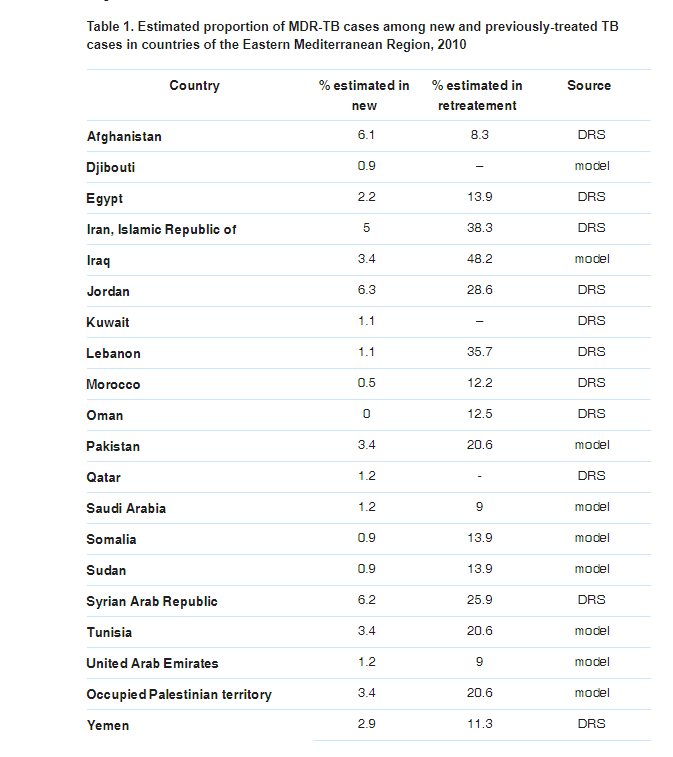 Table 1. Estimated proportion of MDR-TB cases among new and previously-treated TB
cases in countries of the Eastern Mediterranean Region, 2010
Country % estimated in new % estimated in retreatement Source
Afghanistan 6.1 8.3 DRS
Djibouti 0.9 – model
Egypt 2.2 13.9 DRS
Iran, Islamic Republic of 5 38.3 DRS
Iraq 3.4 48.2 model
Jordan 6.3 28.6 DRS
Kuwait 1.1 – DRS
Lebanon 1.1 35.7 DRS
Morocco 0.5 12.2 DRS
Oman 0 12.5 DRS
Pakistan 3.4 20.6 model
Qatar 1.2 - DRS
Saudi Arabia 1.2 9 model
Somalia 0.9 13.9 model
Sudan 0.9 13.9 model
Syrian Arab Republic 6.2 25.9 DRS
Tunisia 3.4 20.6 model
United Arab Emirates 1.2 9 model
Occupied Palestinian territory 3.4 20.6 model
Yemen 2.9 11.3 DRS